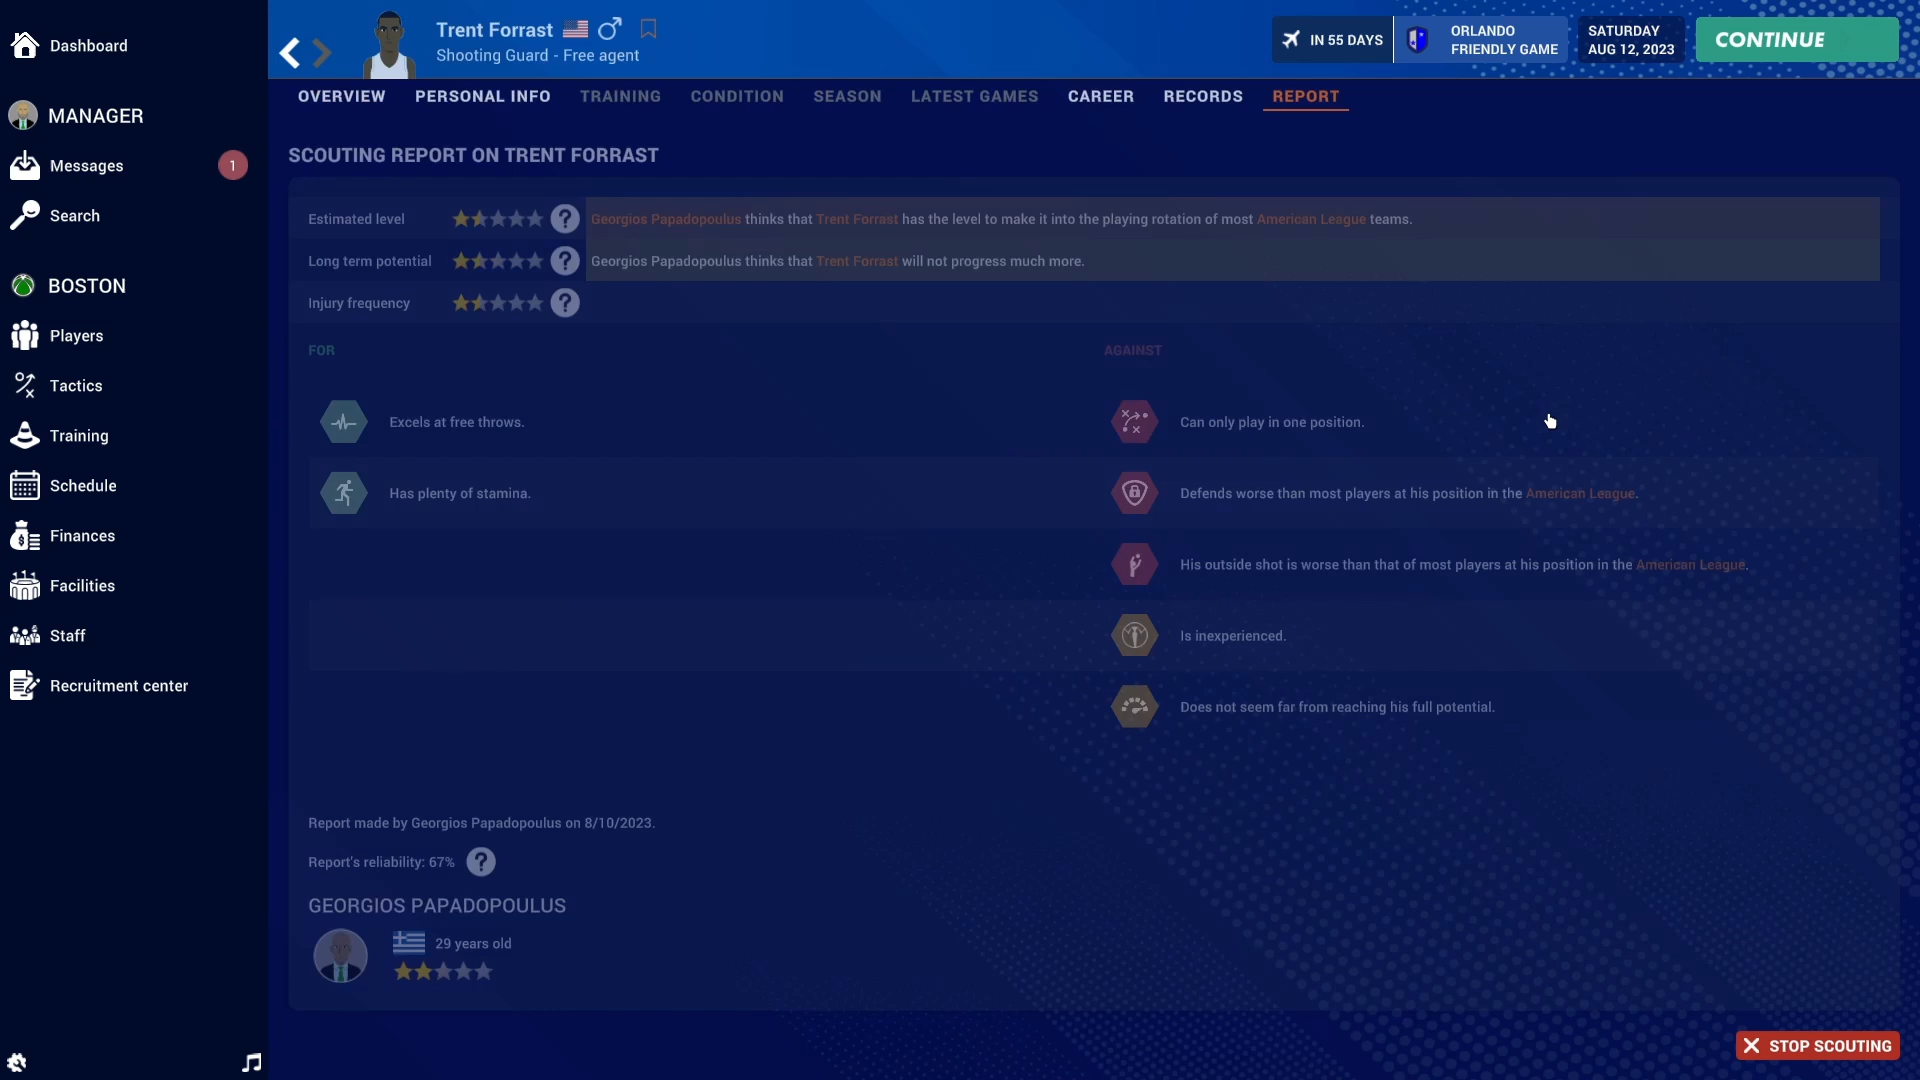 Dashboard
MANAGER
Messages
1
Search
BOSTON
Players
Tactics
Training
Schedule
Finances
Facilities
Staff
Recruitment center
Trent Forrast
Shooting Guard - Free agent
IN 55 DAYS
ORLANDO
FRIENDLY GAME
SATURDAY
AUG 12, 2023
CONTINUE
OVERVIEW PERSONAL INFO TRAINING CONDITION SEASON LATEST GAMES CAREER RECORDS REPORT
SCOUTING REPORT ON TRENT FORRAST
Estimated level ? Georgios Papadopoulus thinks that Trent Forrast has the level to make it into the playing rotation of most American League teams.
Long term potential ? Georgios Papadopoulus thinks that Trent Forrast will not progress much more.
Injury frequency ?
FOR
Excels at free throws.
Has plenty of stamina.
AGAINST
Can only play in one position.
Defends worse than most players at his position in the American League.
His outside shot is worse than that of most players at his position in the American League.
Is inexperienced.
Does not seem far from reaching his full potential.
Report made by Georgios Papadopoulus on 8/10/2023.
Report's reliability: 67% ?
GEORGIOS PAPADOPOULUS
29 years old
STOP SCOUTING